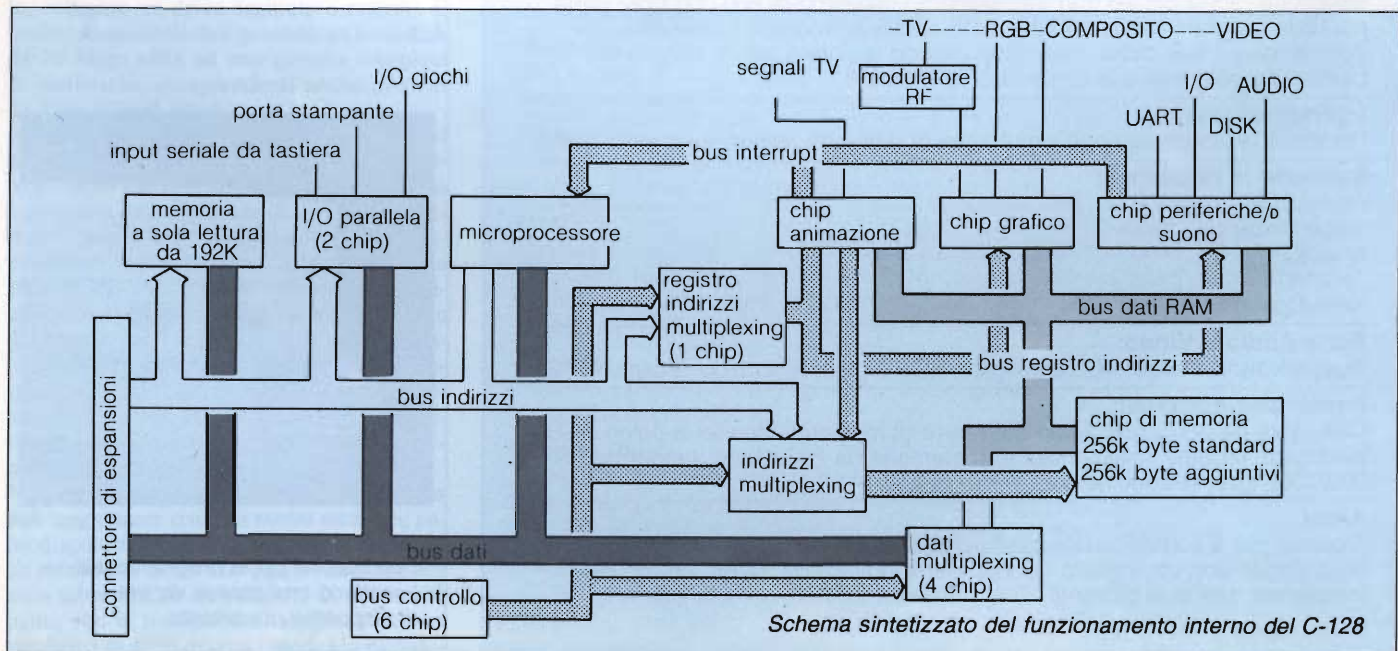 -TV----RGB-COMPOSITO---VIDEO
segnali TV
modulatore
RF
I/O
AUDIO
UART
DISK
I/O giochi
porta stampante
input seriale da tastiera
bus interrupt
memoria
a sola lettura
da 192K
I/O parallela
(2 chip)
microprocessore
chip
animazione
chip grafico
chip periferiche/D
suono
registro
indirizzi
multiplexing
(1 chip)
bus dati RAM
bus registro indirizzi
connettore di espansioni
bus indirizzi
indirizzi
multiplexing
chip di memoria
256k byte standard
256k byte aggiuntivi
bus dati
dati
multiplexing
(4 chip)
bus controllo
(6 chip)
Schema sintetizzato del funzionamento interno del C-128